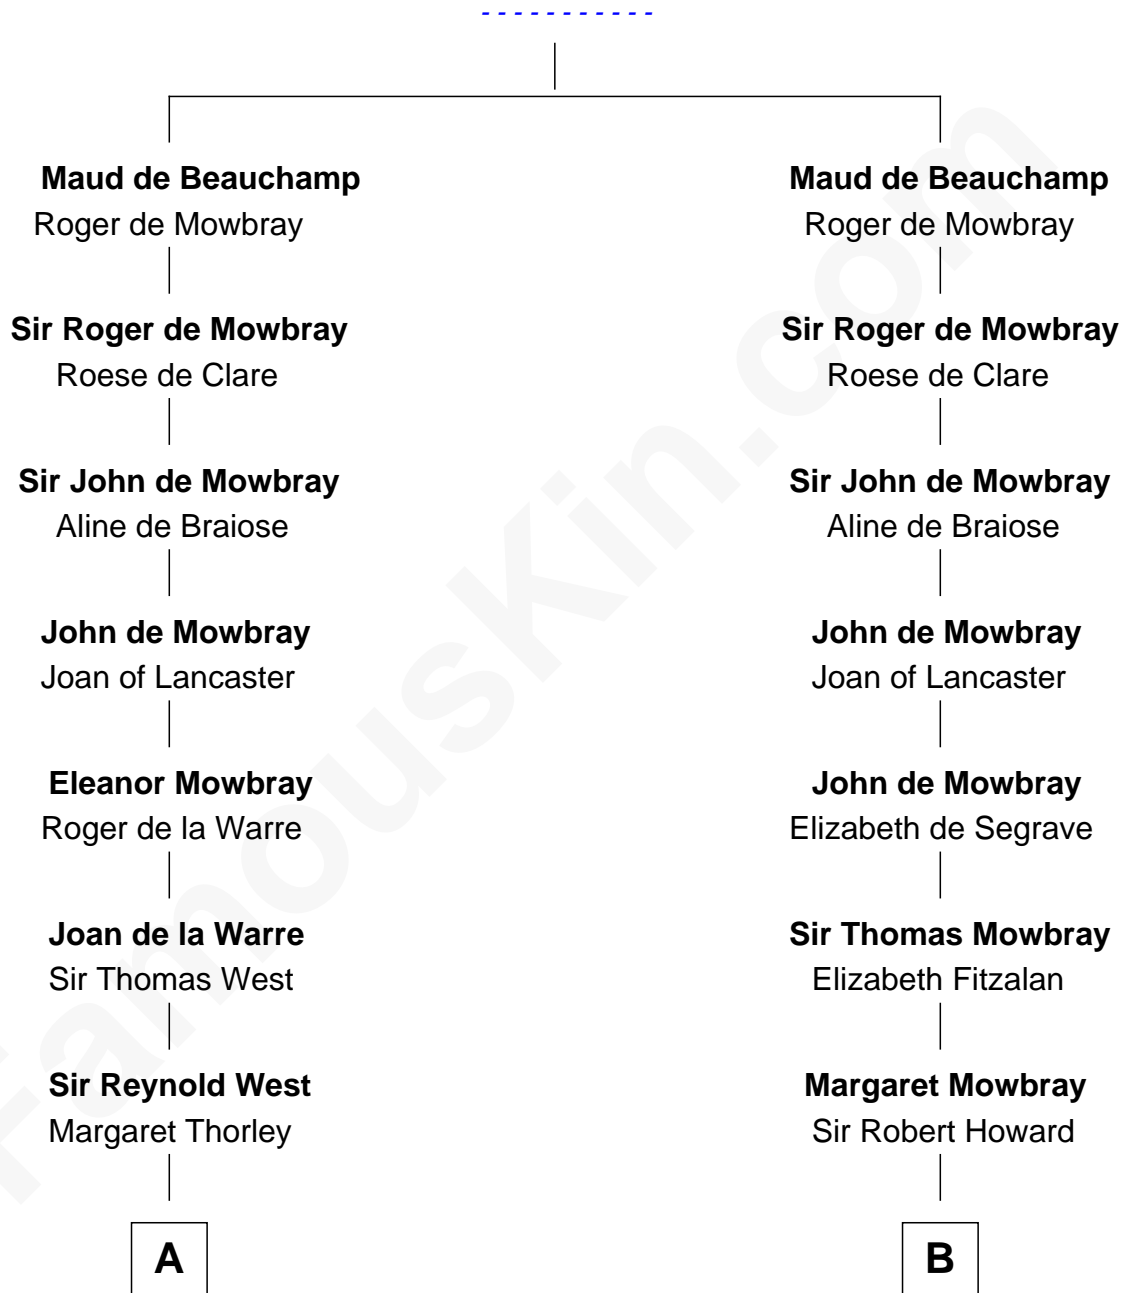 - - - - - - - - - - -
Maud de Beauchamp
Roger de Mowbray
Sir Roger de Mowbray
Roese de Clare
Sir John de Mowbray
Aline de Braiose
John de Mowbray
Joan of Lancaster
Eleanor Mowbray
Roger de la Warre
Joan de la Warre
Sir Thomas West
Sir Reynold West
Margaret Thorley
A
Maud de Beauchamp
Roger de Mowbray
Sir Roger de Mowbray
Roese de Clare
Sir John de Mowbray
Aline de Braiose
John de Mowbray
Joan of Lancaster
John de Mowbray
Elizabeth de Segrave
Sir Thomas Mowbray
Elizabeth Fitzalan
Margaret Mowbray
Sir Robert Howard
B
FamousKin.com